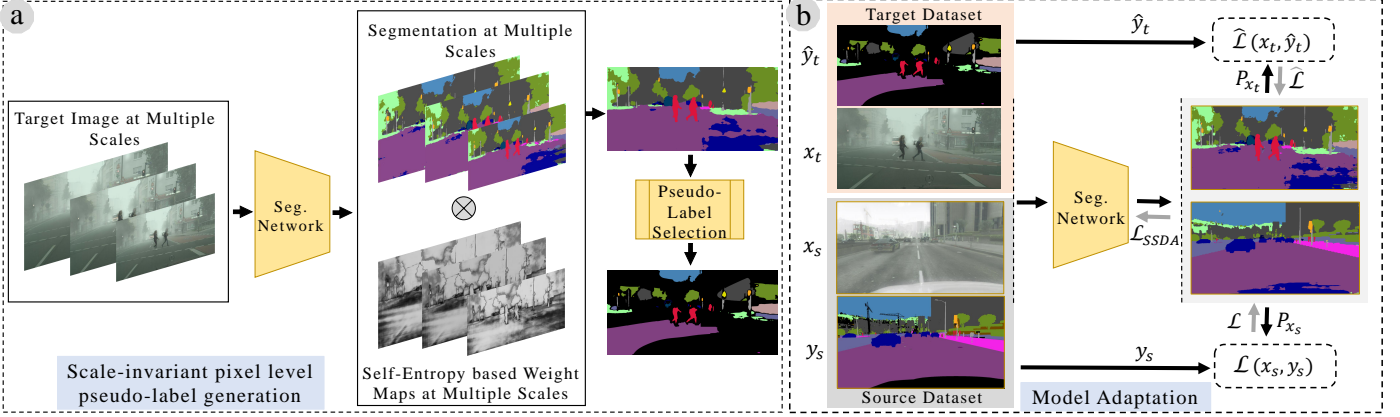 a
Target Image at Multiple
Scales
Seg.
Network
Segmentation at Multiple
Scales
Self-Entropy based Weight
Maps at Multiple Scales
Pseudo-
Label
Selection
Scale-invariant pixel level
pseudo-label generation
b
Target Dataset
ŷ_t
x_t
x_s
y_s
Source Dataset
ŷ_t
ℒ̂(x_t, ŷ_t)
P_{x_t}
ℒ̂
Seg.
Network
ℒ_{SSDA}
ℒ
P_{x_s}
y_s
ℒ(x_s, y_s)
Model Adaptation